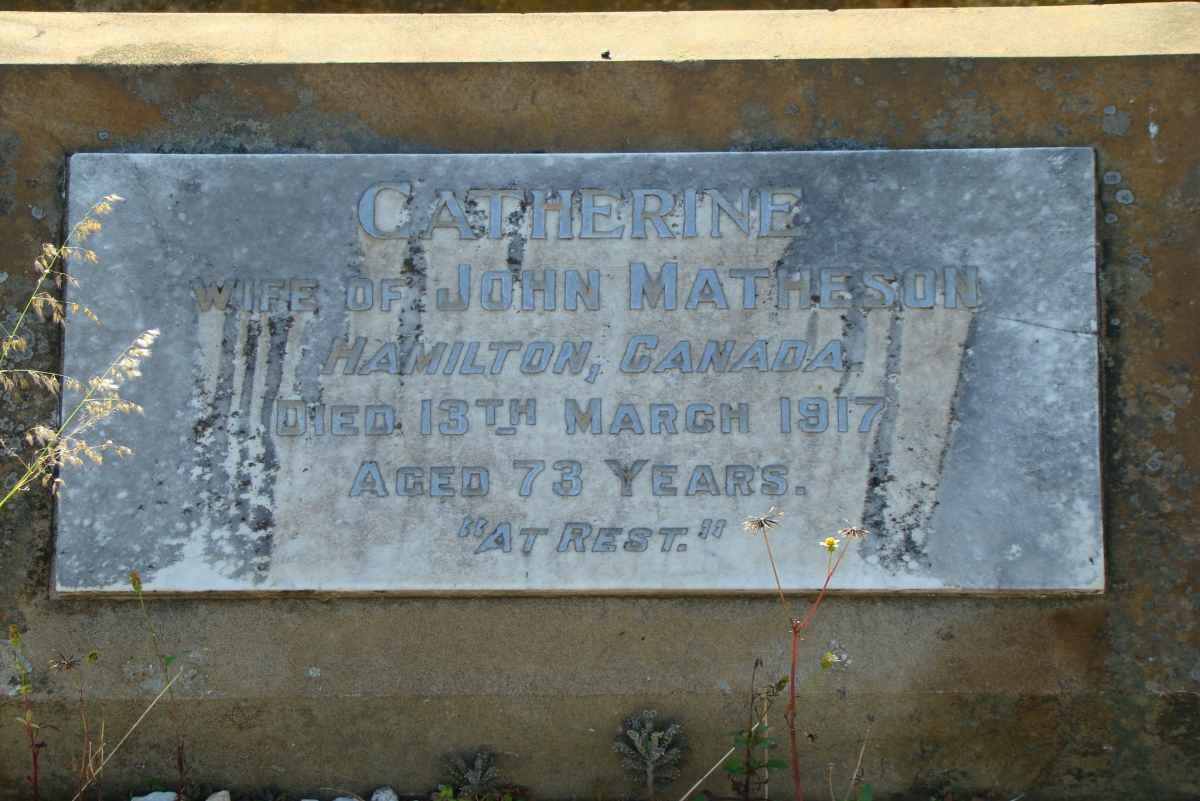 CATHERINE
WIFE OF JOHN MATHESON
HAMILTON, CANADA.
DIED 13TH MARCH 1917
AGED 73 YEARS.
"AT REST."